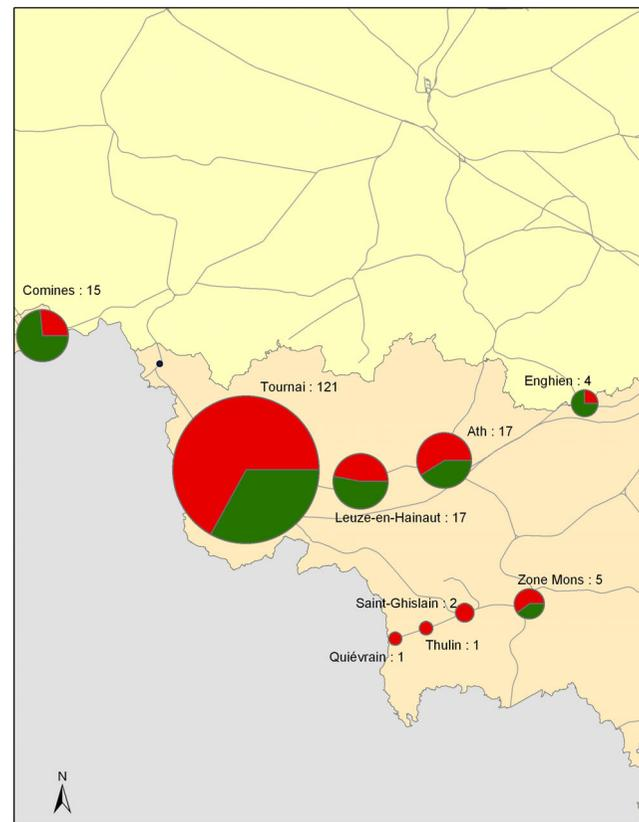 Comines : 15
Tournai : 121
Enghien : 4
Ath : 17
Leuze-en-Hainaut : 17
Zone Mons : 5
Saint-Ghislain : 2
Thulin : 1
Quiévrain : 1
N